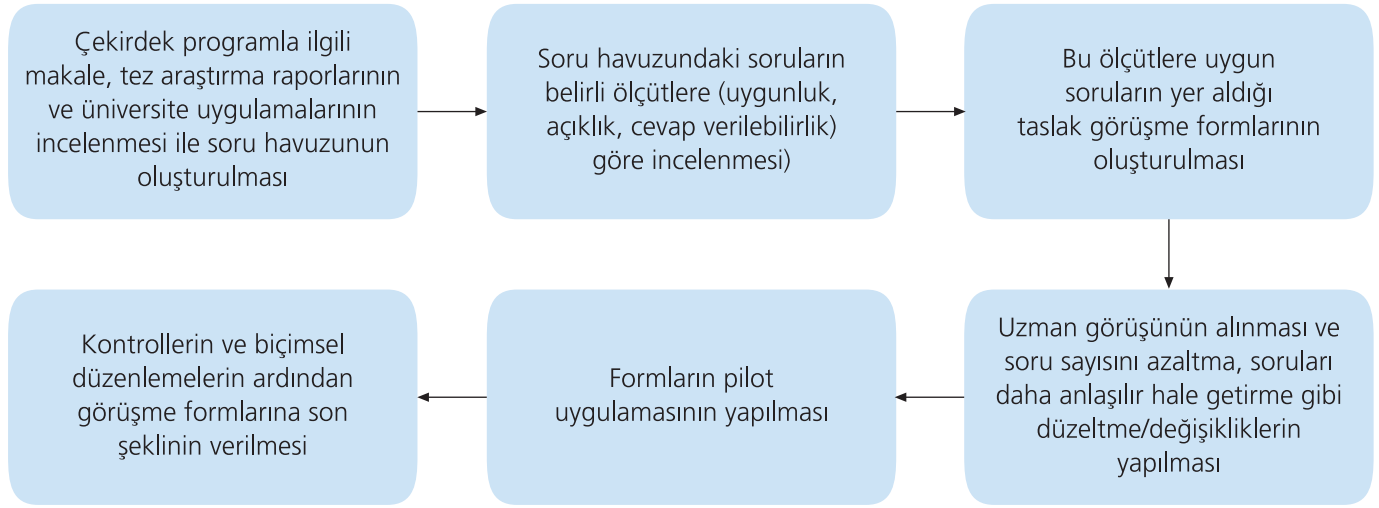 Çekirdek programla ilgili
makale, tez araştırma raporlarının
ve üniversite uygulamalarının
incelenmesi ile soru havuzunun
oluşturulması
Soru havuzundaki soruların
belirli ölçütlere (uygunluk,
açıklık, cevap verilebilirlik)
göre incelenmesi)
Bu ölçütlere uygun
soruların yer aldığı
taslak görüşme formlarının
oluşturulması
Uzman görüşünün alınması ve
soru sayısını azaltma, soruları
daha anlaşılır hale getirme gibi
düzeltme/değişikliklerin
yapılması
Formların pilot
uygulamasının yapılması
Kontrollerin ve biçimsel
düzenlemelerin ardından
görüşme formlarına son
şeklinin verilmesi